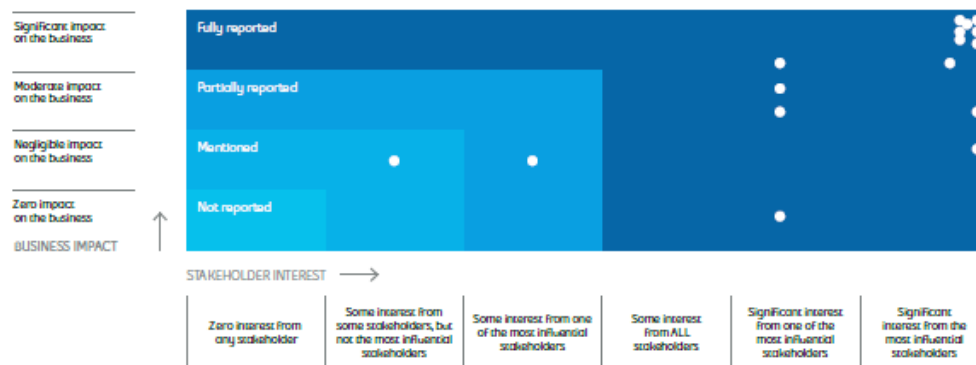 Significant impact
on the business
Fully reported
Moderate impact
on the business
Partially reported
Negligible impact
on the business
Mentioned
Zero impact
on the business
Not reported
BUSINESS IMPACT
STAKEHOLDER INTEREST
Zero interest from
any stakeholder
Some interest from
some stakeholders, but
not the most influential
stakeholders
Some interest from one
of the most influential
stakeholders
Some interest
from ALL
stakeholders
Significant interest
from one of the
most influential
stakeholders
Significant
interest from the
most influential
stakeholders